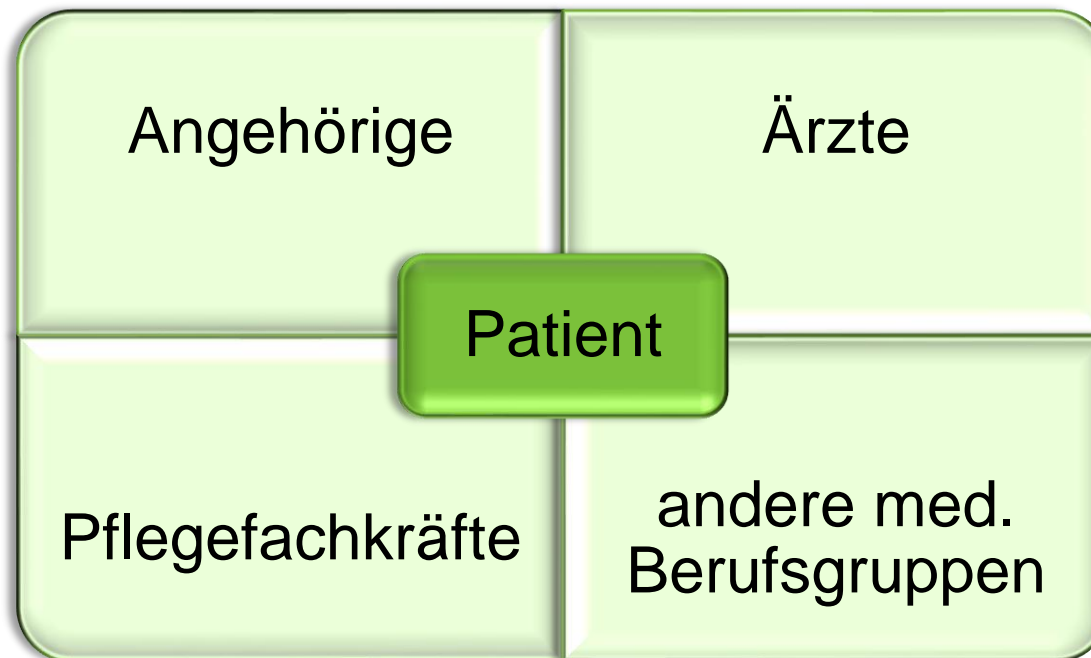 Angehörige
Ärzte
Patient
Pflegefachkräfte
andere med.
Berufsgruppen